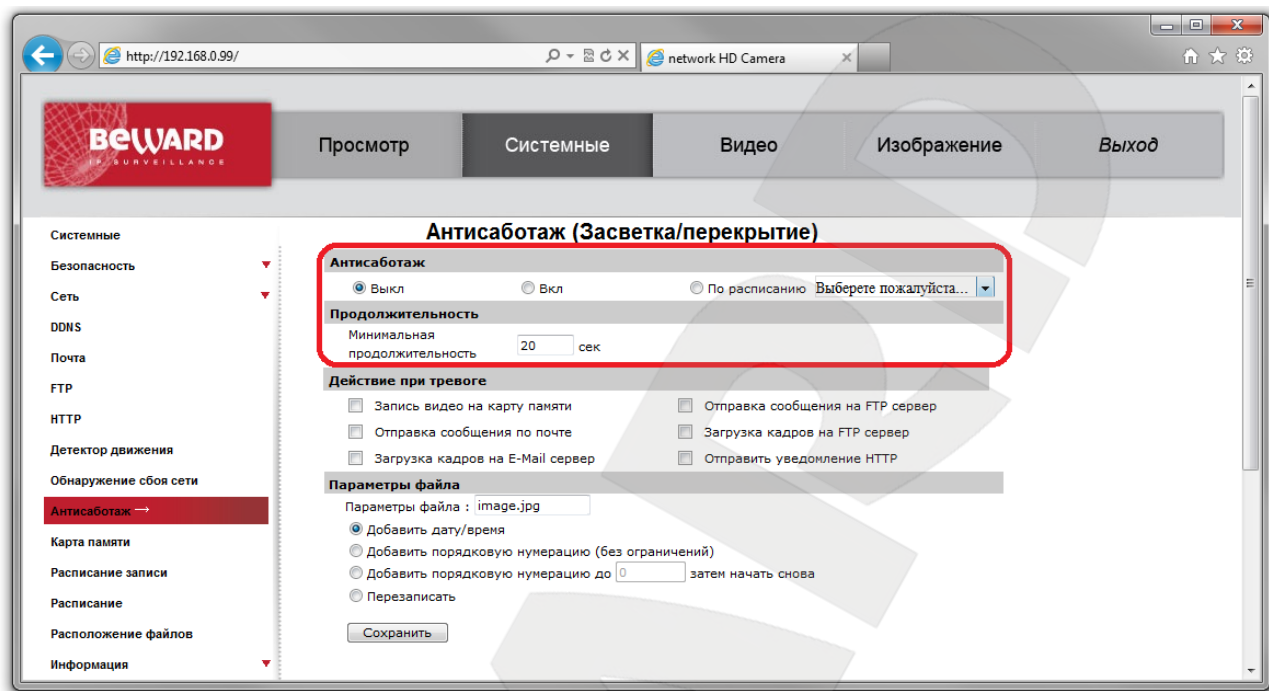 http://192.168.0.99/
network HD Camera
BEWARD
IP SURVEILLANCE
Просмотр
Системные
Видео
Изображение
Выход
Системные
Безопасность
Сеть
DDNS
Почта
FTP
HTTP
Детектор движения
Обнаружение сбоя сети
Антисаботаж →
Карта памяти
Расписание записи
Расписание
Расположение файлов
Информация
Антисаботаж (Засветка/перекрытие)
Антисаботаж
Выкл
Вкл
По расписанию Выберете пожалуйста...
Продолжительность
Минимальная
продолжительность 20 сек
Действие при тревоге
Запись видео на карту памяти
Отправка сообщения на FTP сервер
Отправка сообщения по почте
Загрузка кадров на FTP сервер
Загрузка кадров на E-Mail сервер
Отправить уведомление HTTP
Параметры файла
Параметры файла : image.jpg
Добавить дату/время
Добавить порядковую нумерацию (без ограничений)
Добавить порядковую нумерацию до 0 затем начать снова
Перезаписать
Сохранить